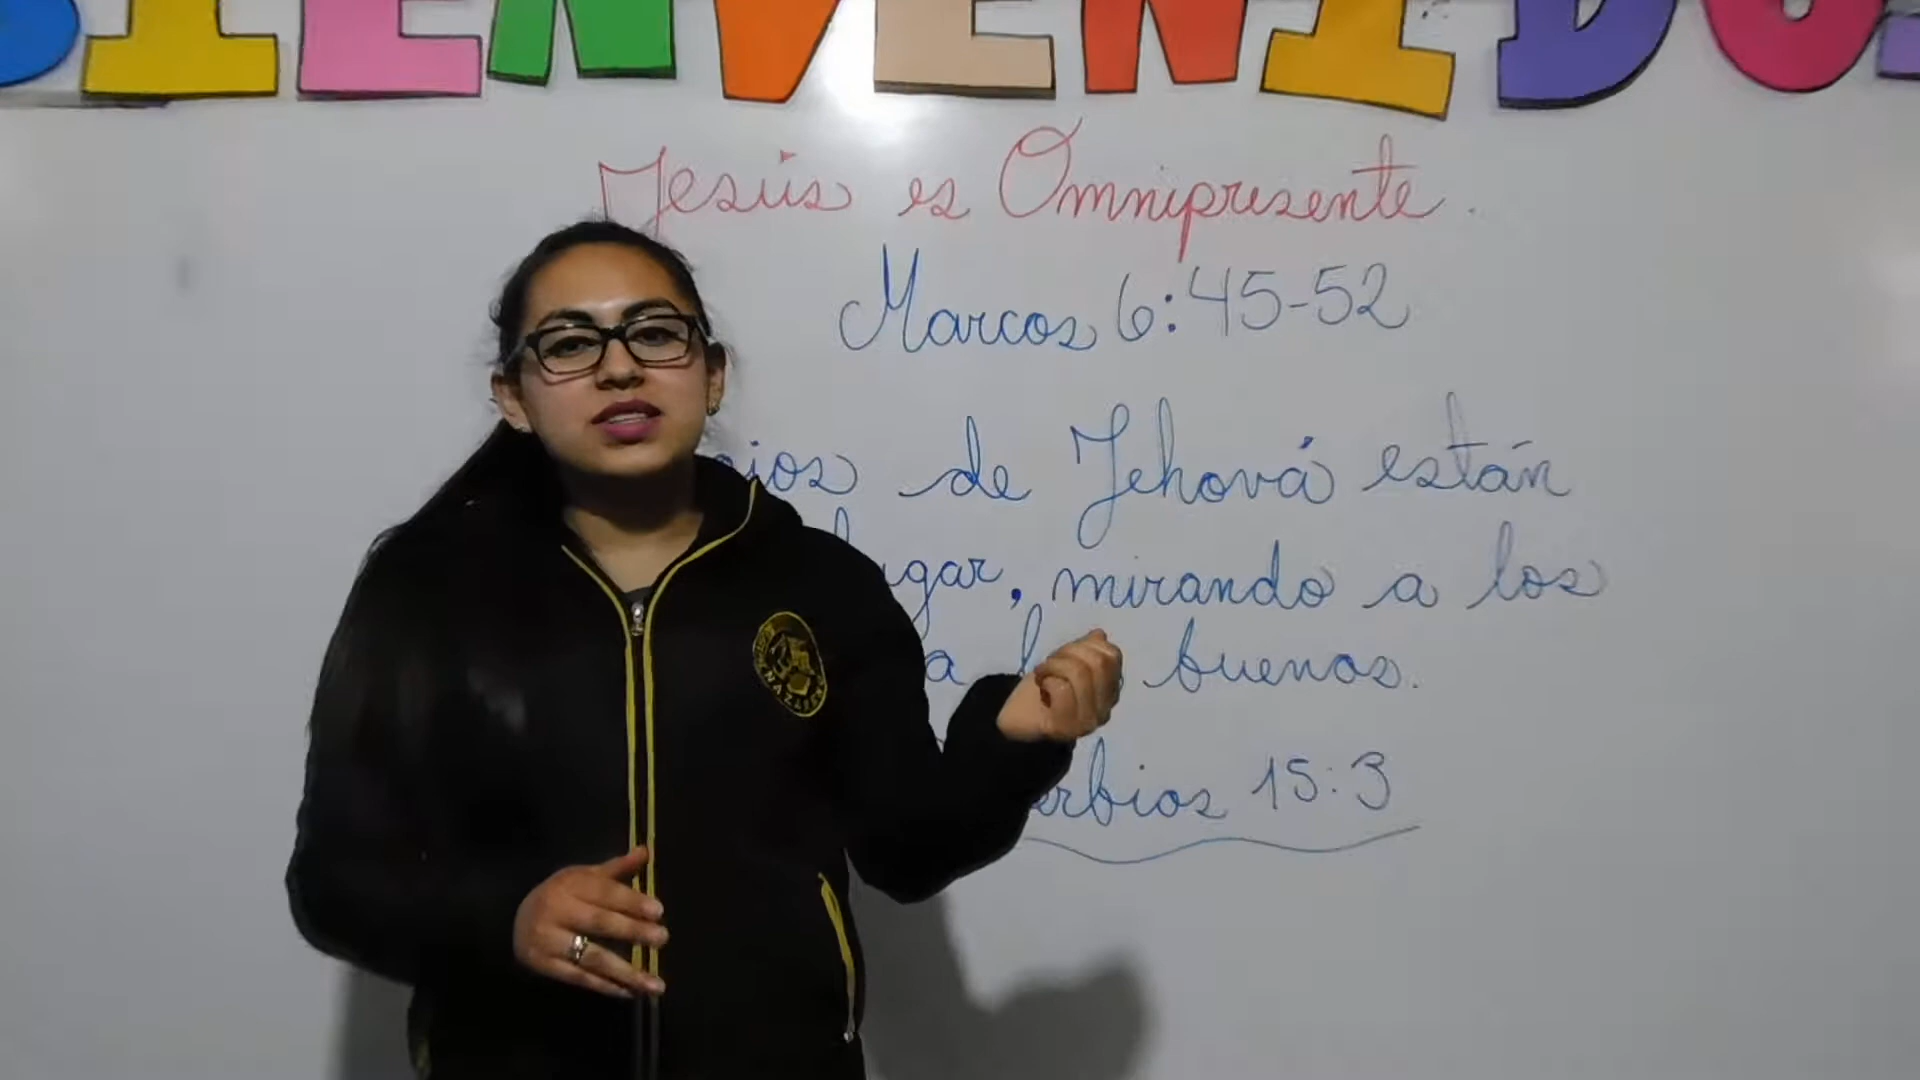 BIENVENIDOS
Jesús es Omnipresente.
Marcos 6:45-52
ojos de Jehová están
lugar, mirando a los
a los buenos.
erbios 15:3